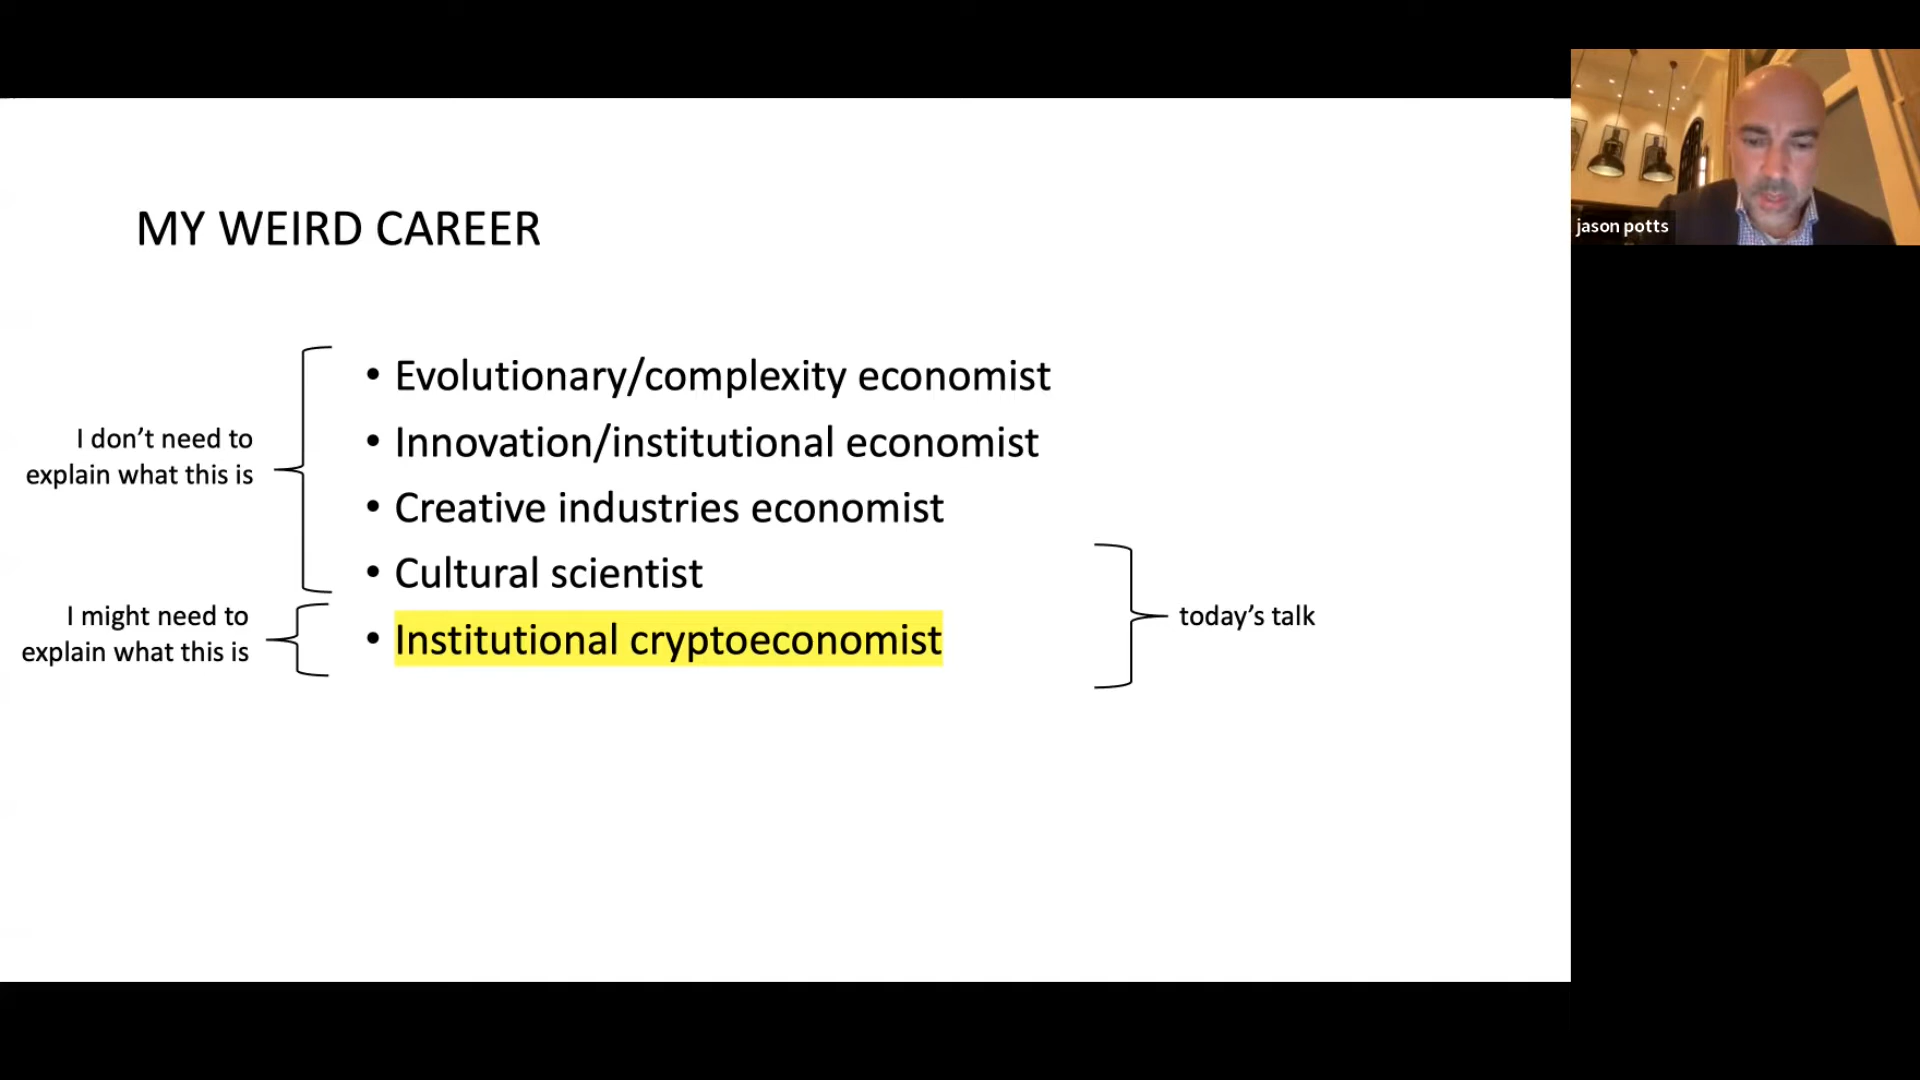 MY WEIRD CAREER
I don’t need to
explain what this is
• Evolutionary/complexity economist
• Innovation/institutional economist
• Creative industries economist
• Cultural scientist
I might need to
explain what this is
• Institutional cryptoeconomist
today’s talk
jason potts